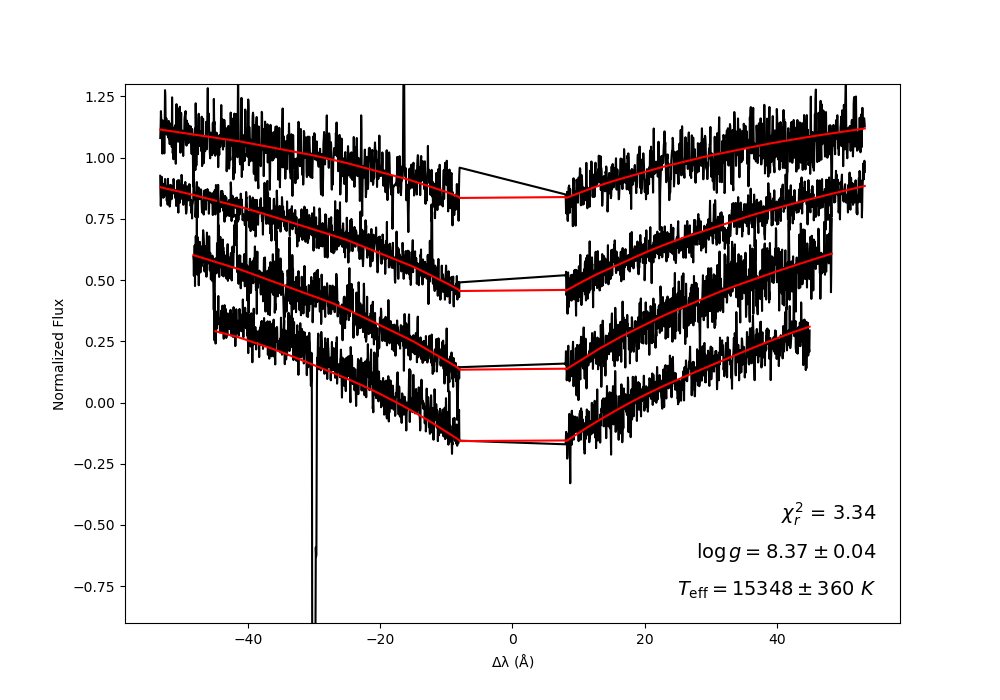 1.25
1.00
0.75
0.50
0.25
0.00
−0.25
−0.50
−0.75
Normalized Flux
χ²ᵣ = 3.34
log g = 8.37 ± 0.04
T_eff = 15348 ± 360 K
−40 −20 0 20 40
Δλ (Å)